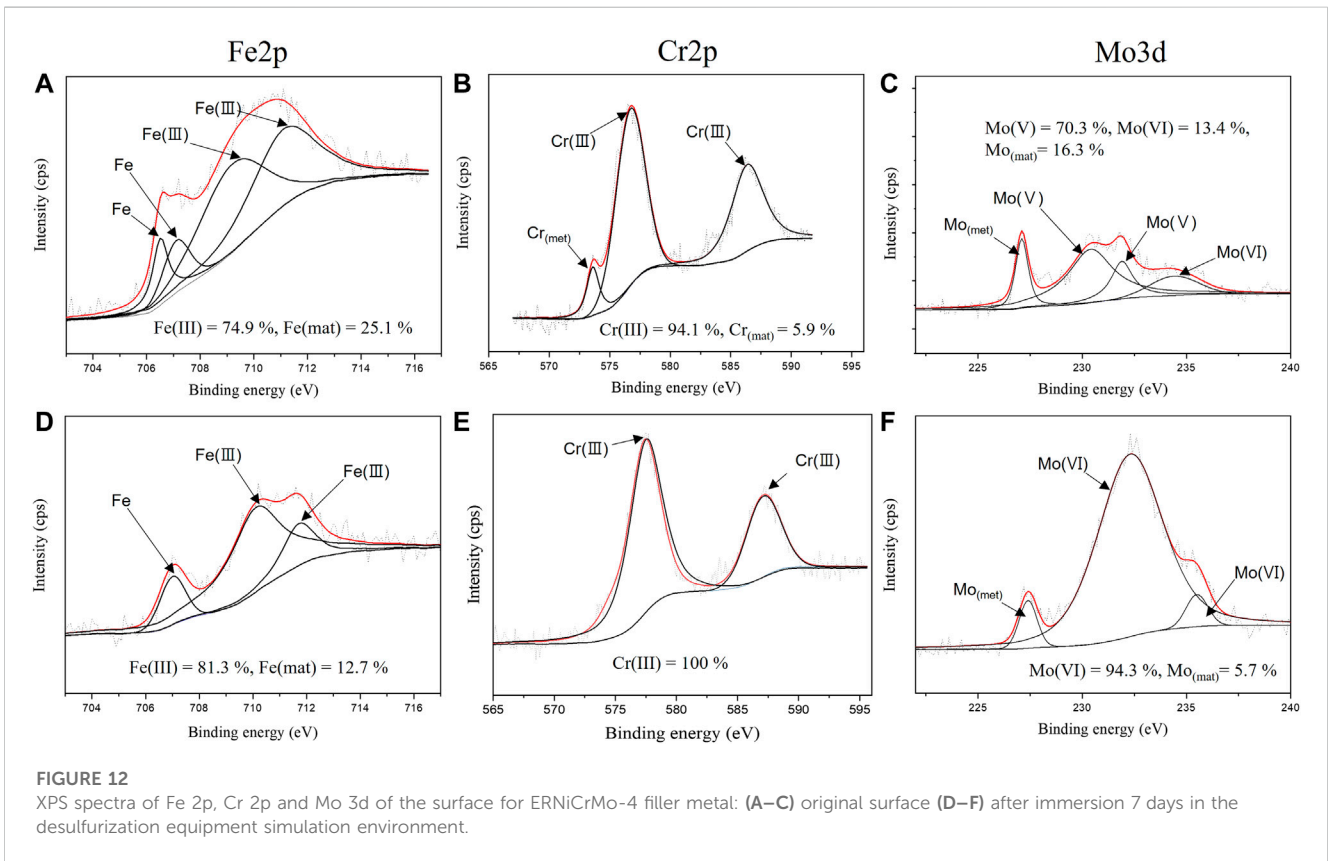 Fe2p
Cr2p
Mo3d
A
Fe(Ⅲ)
Fe(Ⅲ)
Fe
Fe
Fe(III) = 74.9 %, Fe(mat) = 25.1 %
Intensity (cps)
704 706 708 710 712 714 716
Binding energy (eV)
B
Cr(Ⅲ)
Cr(Ⅲ)
Cr(met)
Cr(III) = 94.1 %, Cr(mat) = 5.9 %
Intensity (cps)
565 570 575 580 585 590 595
Binding energy (eV)
C
Mo(V) = 70.3 %, Mo(VI) = 13.4 %,
Mo(mat) = 16.3 %
Mo(V)
Mo(met)
Mo(V)
Mo(VI)
Intensity (cps)
225 230 235 240
Binding energy (eV)
D
Fe(Ⅲ)
Fe(Ⅲ)
Fe
Fe(III) = 81.3 %, Fe(mat) = 12.7 %
Intensity (cps)
704 706 708 710 712 714 716
Binding energy (eV)
E
Cr(Ⅲ)
Cr(Ⅲ)
Cr(III) = 100 %
Intensity (cps)
565 570 575 580 585 590 595
Binding energy (eV)
F
Mo(VI)
Mo(met)
Mo(VI)
Mo(VI) = 94.3 %, Mo(mat) = 5.7 %
Intensity (cps)
225 230 235 240
Binding energy (eV)
FIGURE 12
XPS spectra of Fe 2p, Cr 2p and Mo 3d of the surface for ERNiCrMo-4 filler metal: (A–C) original surface (D–F) after immersion 7 days in the
desulfurization equipment simulation environment.